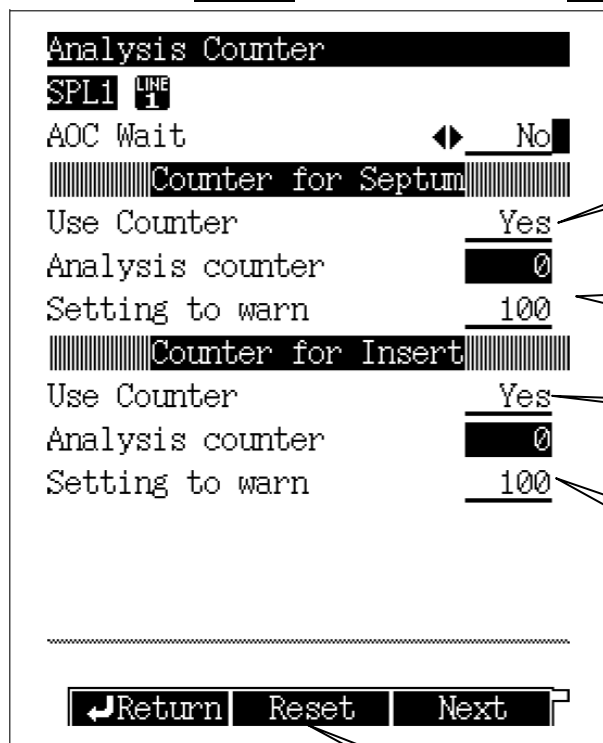 Analysis Counter
SPL1 LINE 1
AOC Wait No
Counter for Septum
Use Counter Yes
Analysis counter 0
Setting to warn 100
Counter for Insert
Use Counter Yes
Analysis counter 0
Setting to warn 100
Return Reset Next